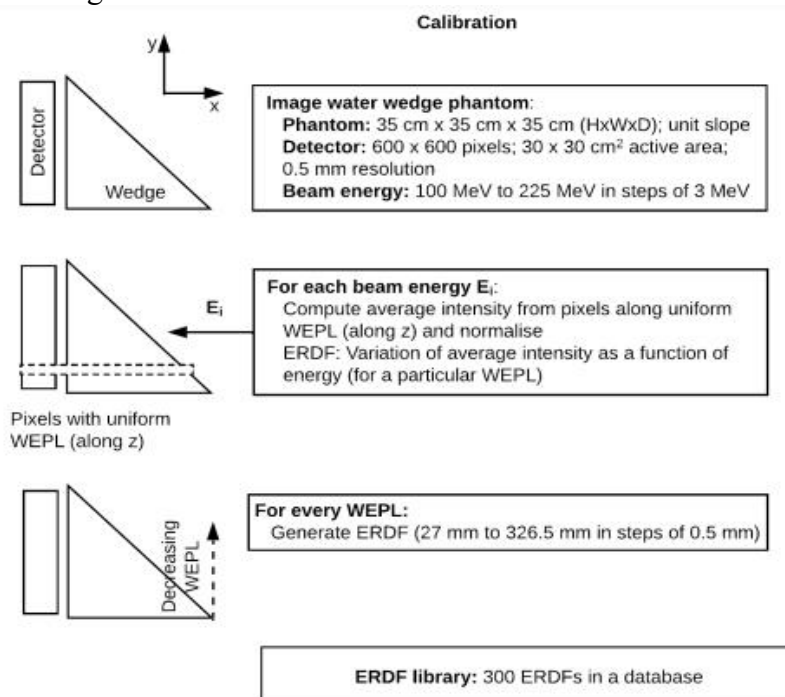 Calibration
y
x
Detector
Wedge
Image water wedge phantom:
Phantom: 35 cm x 35 cm x 35 cm (HxWxD); unit slope
Detector: 600 x 600 pixels; 30 x 30 cm² active area;
0.5 mm resolution
Beam energy: 100 MeV to 225 MeV in steps of 3 MeV
Eᵢ
For each beam energy Eᵢ:
Compute average intensity from pixels along uniform
WEPL (along z) and normalise
ERDF: Variation of average intensity as a function of
energy (for a particular WEPL)
Pixels with uniform
WEPL (along z)
Decreasing
WEPL
For every WEPL:
Generate ERDF (27 mm to 326.5 mm in steps of 0.5 mm)
ERDF library: 300 ERDFs in a database